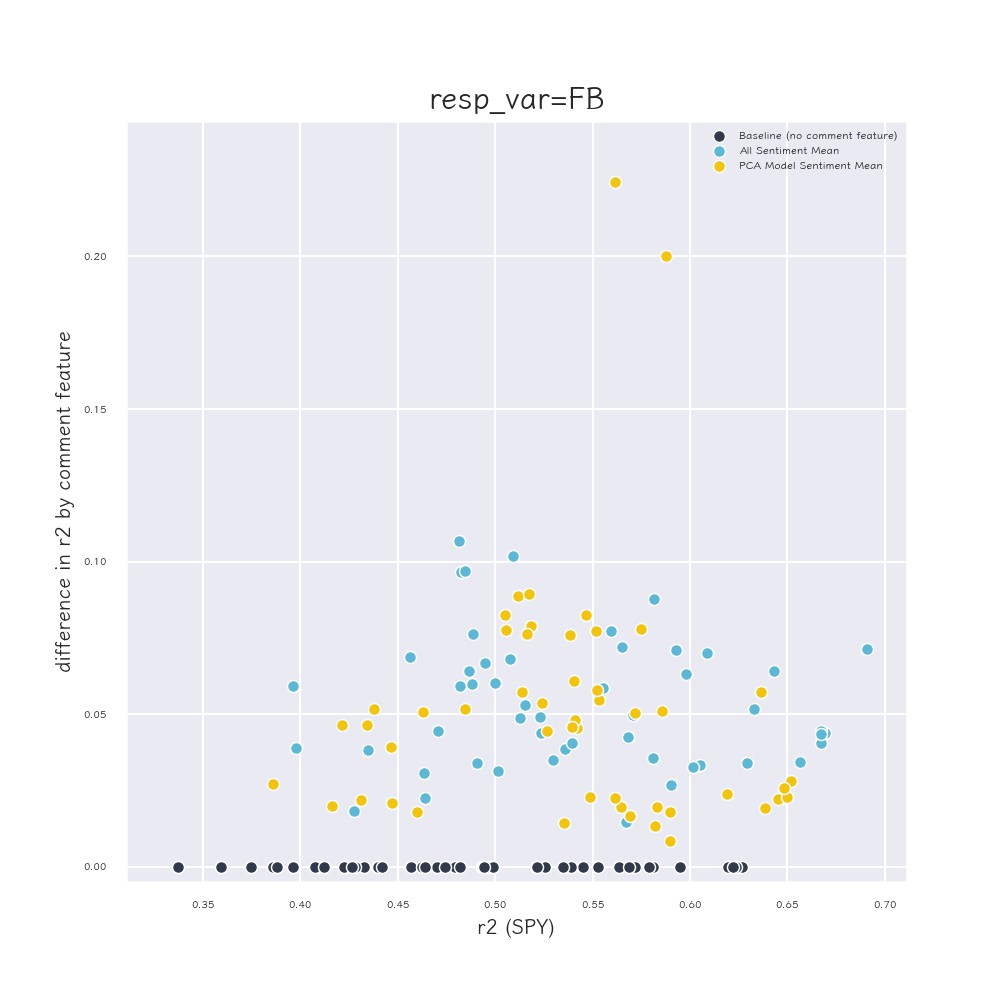 resp_var=FB
Baseline (no comment feature)
All Sentiment Mean
PCA Model Sentiment Mean
difference in r2 by comment feature
0.20
0.15
0.10
0.05
0.00
0.35 0.40 0.45 0.50 0.55 0.60 0.65 0.70
r2 (SPY)